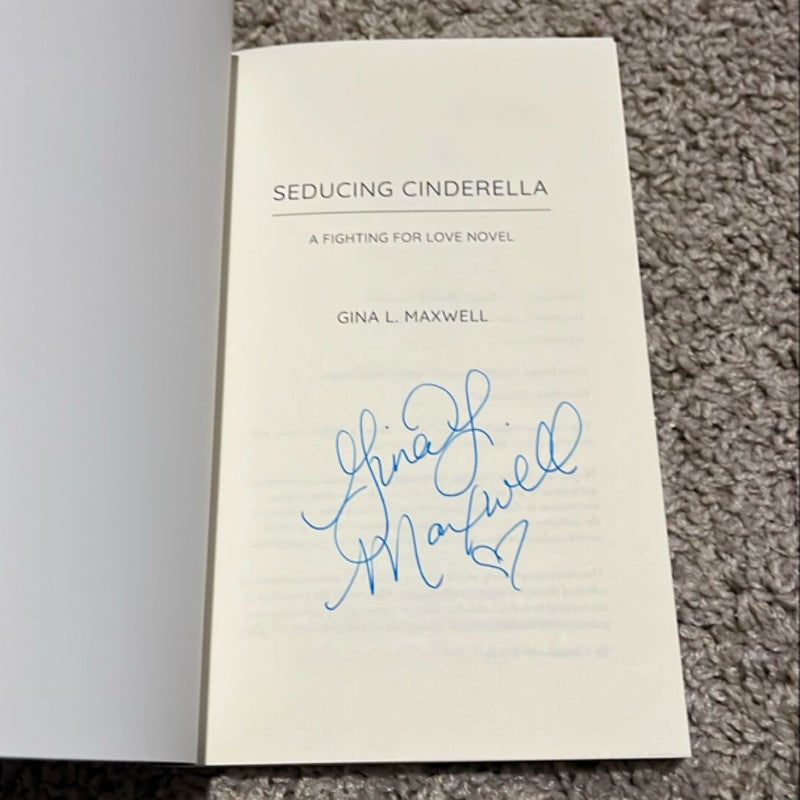 SEDUCING CINDERELLA
A FIGHTING FOR LOVE NOVEL
GINA L. MAXWELL
Gina L.
Maxwell